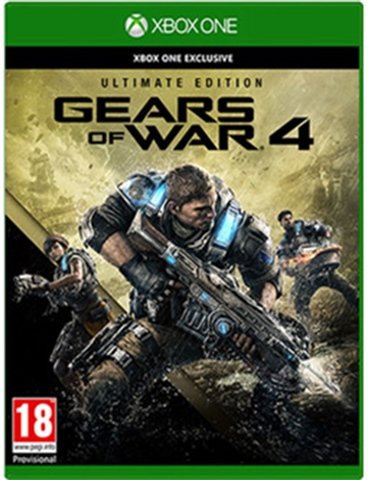 XBOX ONE
XBOX ONE EXCLUSIVE
ULTIMATE EDITION
GEARS
OF WAR 4
18
www.pegi.info
Provisional